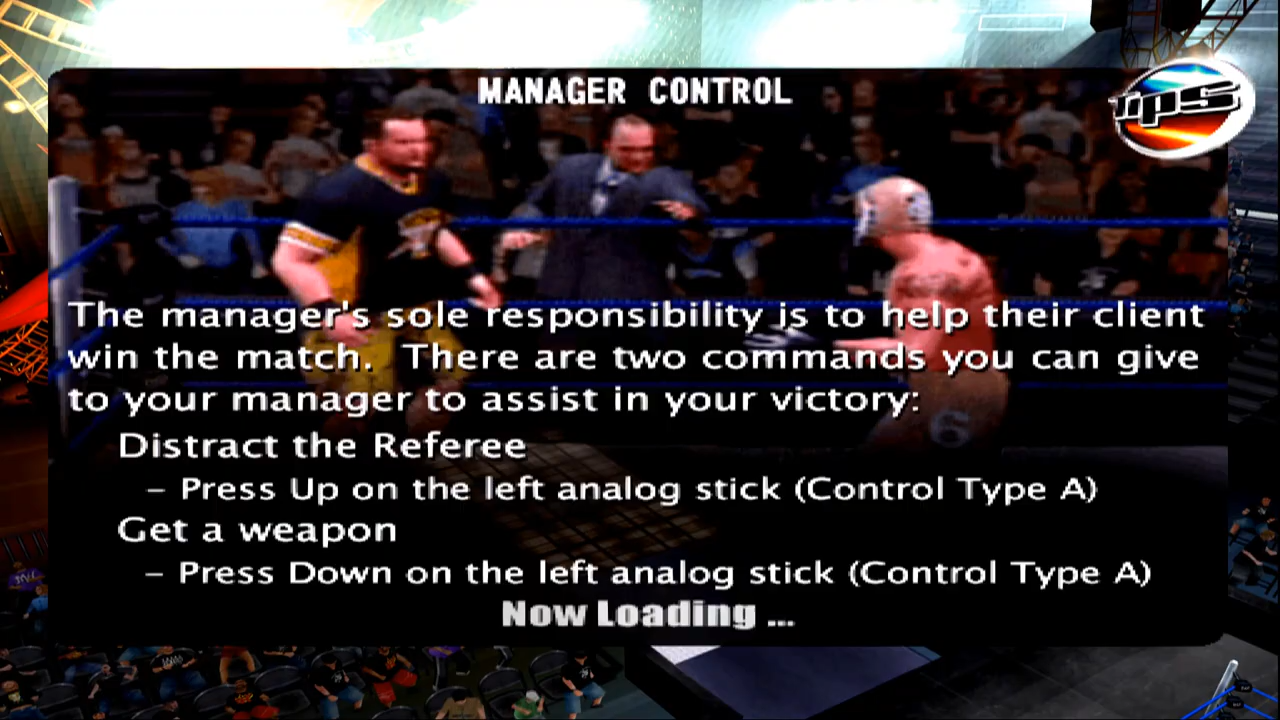 MANAGER CONTROL
TIPS
The manager's sole responsibility is to help their client
win the match. There are two commands you can give
to your manager to assist in your victory:
Distract the Referee
– Press Up on the left analog stick (Control Type A)
Get a weapon
– Press Down on the left analog stick (Control Type A)
Now Loading ...
6